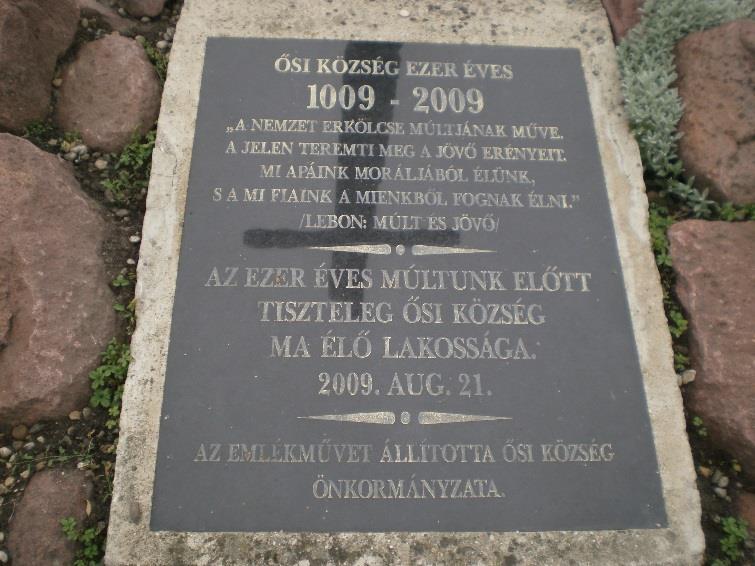 ŐSI KÖZSÉG EZER ÉVES
1009 - 2009
„A NEMZET ERKÖLCSE MÚLTJÁNAK MŰVE.
A JELEN TEREMTI MEG A JÖVŐ ERÉNYEIT.
MI APÁINK MORÁLJÁBÓL ÉLÜNK,
S A MI FIAINK A MIENKBŐL FOGNAK ÉLNI."
/LEBON: MÚLT ÉS JÖVŐ/
AZ EZER ÉVES MÚLTUNK ELŐTT
TISZTELEG ŐSI KÖZSÉG
MA ÉLŐ LAKOSSÁGA.
2009. AUG. 21.
AZ EMLÉKMŰVET ÁLLÍTOTTA ŐSI KÖZSÉG
ÖNKORMÁNYZATA.